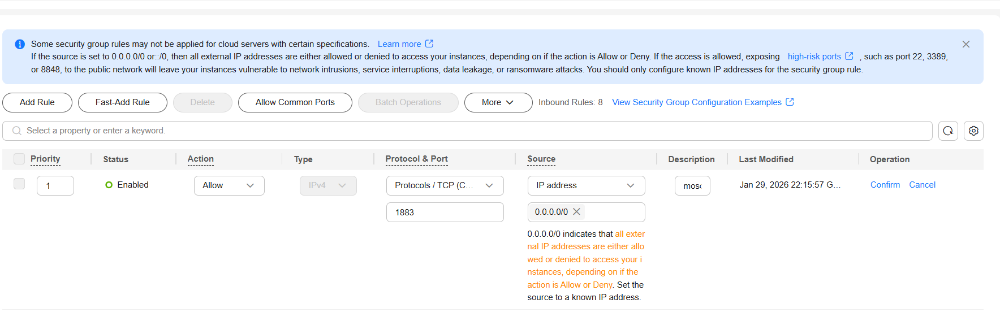 Some security group rules may not be applied for cloud servers with certain specifications. Learn more
If the source is set to 0.0.0.0/0 or::/0, then all external IP addresses are either allowed or denied to access your instances, depending on if the action is Allow or Deny. If the access is allowed, exposing high-risk ports , such as port 22, 3389,
or 8848, to the public network will leave your instances vulnerable to network intrusions, service interruptions, data leakage, or ransomware attacks. You should only configure known IP addresses for the security group rule.
Add Rule Fast-Add Rule Delete Allow Common Ports Batch Operations More Inbound Rules: 8 View Security Group Configuration Examples
Select a property or enter a keyword.
Priority Status Action Type Protocol & Port Source Description Last Modified Operation
1 Enabled Allow IPv4 Protocols / TCP (C... IP address mosc Jan 29, 2026 22:15:57 G... Confirm Cancel
1883 0.0.0.0/0
0.0.0.0/0 indicates that all exter
nal IP addresses are either allo
wed or denied to access your i
nstances, depending on if the
action is Allow or Deny. Set the
source to a known IP address.